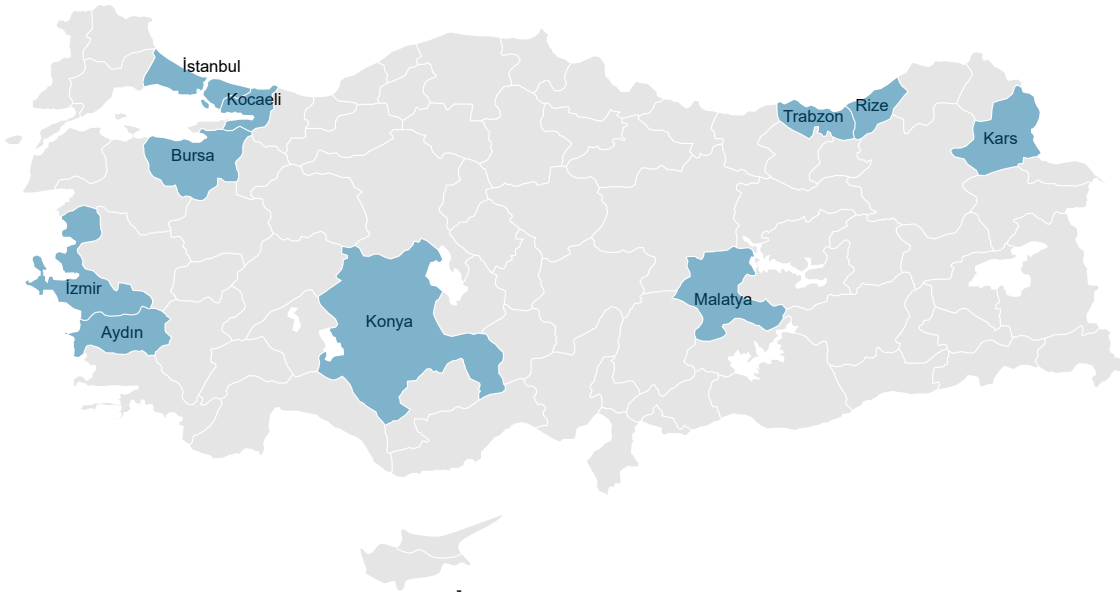 İstanbul
Kocaeli
Bursa
Trabzon
Rize
Kars
İzmir
Aydın
Konya
Malatya